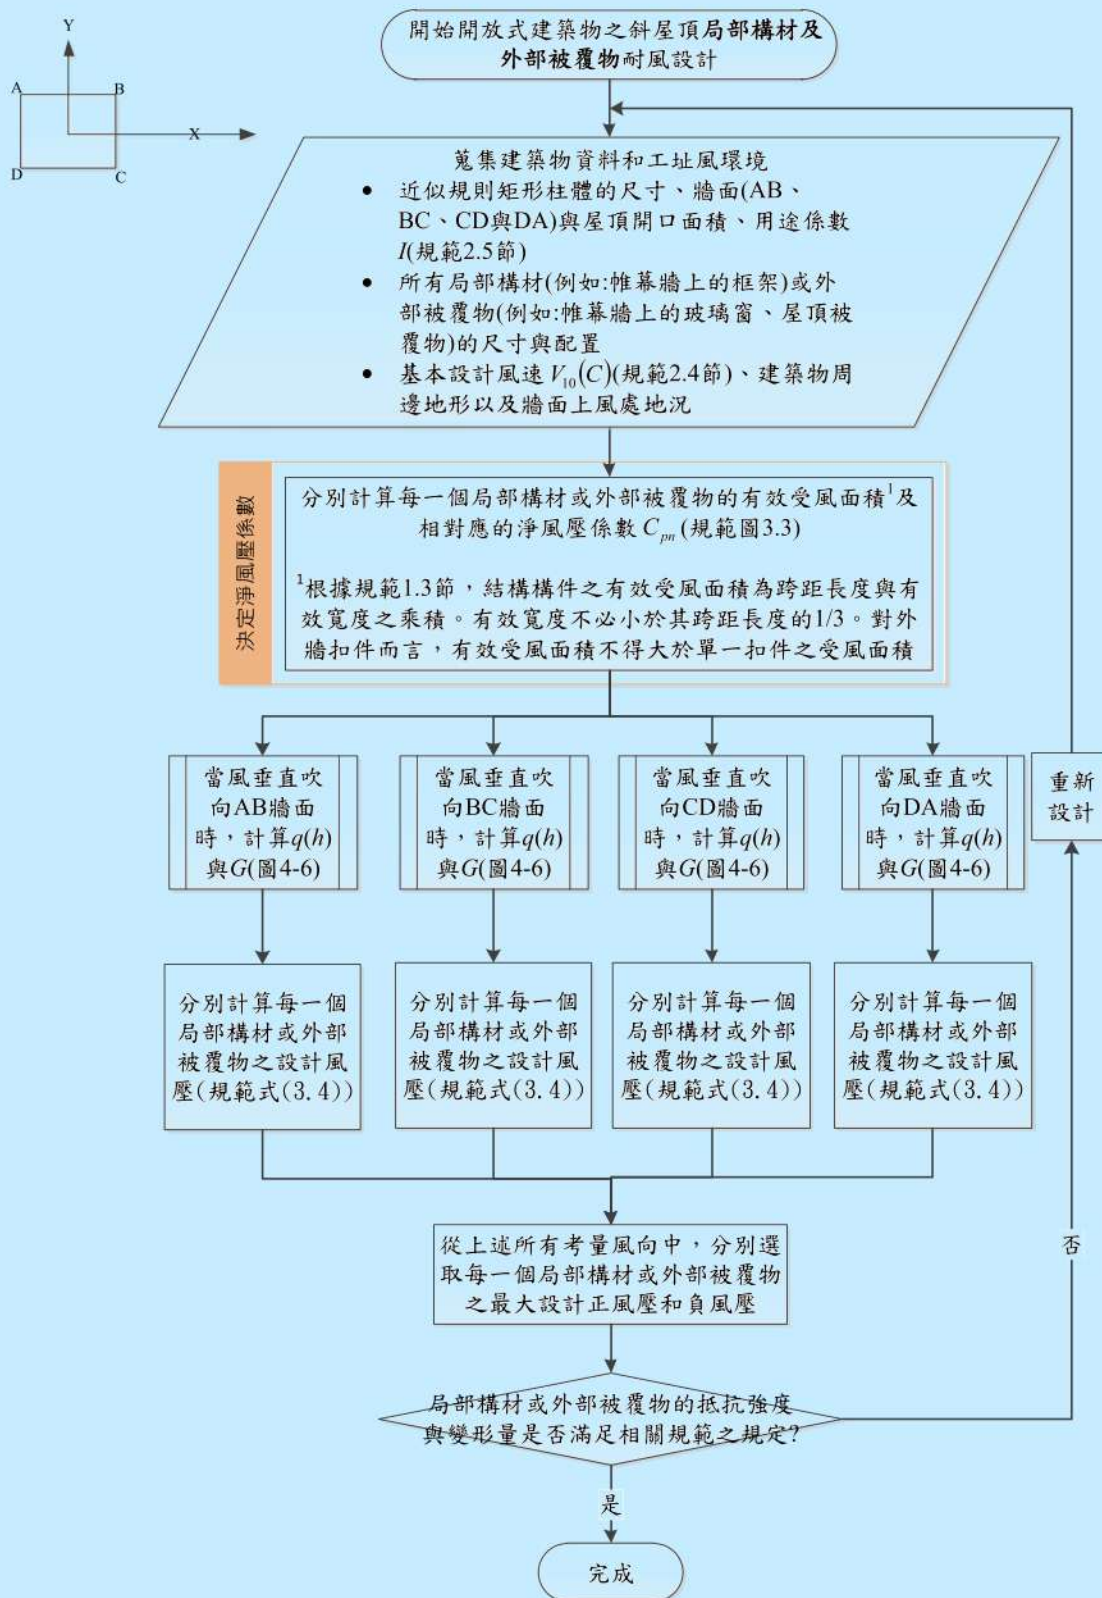 開始開放式建築物之斜屋頂局部構材及
外部被覆物耐風設計
Y
A
B
X
D
C
蒐集建築物資料和工址風環境
• 近似規則矩形柱體的尺寸、牆面(AB、
BC、CD與DA)與屋頂開口面積、用途係數
I(規範2.5節)
• 所有局部構材(例如:帷幕牆上的框架)或外
部被覆物(例如:帷幕牆上的玻璃窗、屋頂被
覆物)的尺寸與配置
• 基本設計風速 V10(C)(規範2.4節)、建築物周
邊地形以及牆面上風處地況
決定淨風壓係數
分別計算每一個局部構材或外部被覆物的有效受風面積1及
相對應的淨風壓係數 Cpn (規範圖3.3)
1根據規範1.3節，結構構件之有效受風面積為跨距長度與有
效寬度之乘積。有效寬度不必小於其跨距長度的1/3。對外
牆扣件而言，有效受風面積不得大於單一扣件之受風面積
當風垂直吹
向AB牆面
時，計算q(h)
與G(圖4-6)
當風垂直吹
向BC牆面
時，計算q(h)
與G(圖4-6)
當風垂直吹
向CD牆面
時，計算q(h)
與G(圖4-6)
當風垂直吹
向DA牆面
時，計算q(h)
與G(圖4-6)
重新
設計
分別計算每一個
局部構材或外部
被覆物之設計風
壓(規範式(3.4))
分別計算每一個
局部構材或外部
被覆物之設計風
壓(規範式(3.4))
分別計算每一個
局部構材或外部
被覆物之設計風
壓(規範式(3.4))
分別計算每一個
局部構材或外部
被覆物之設計風
壓(規範式(3.4))
從上述所有考量風向中，分別選
取每一個局部構材或外部被覆物
之最大設計正風壓和負風壓
否
局部構材或外部被覆物的抵抗強度
與變形量是否滿足相關規範之規定?
是
完成